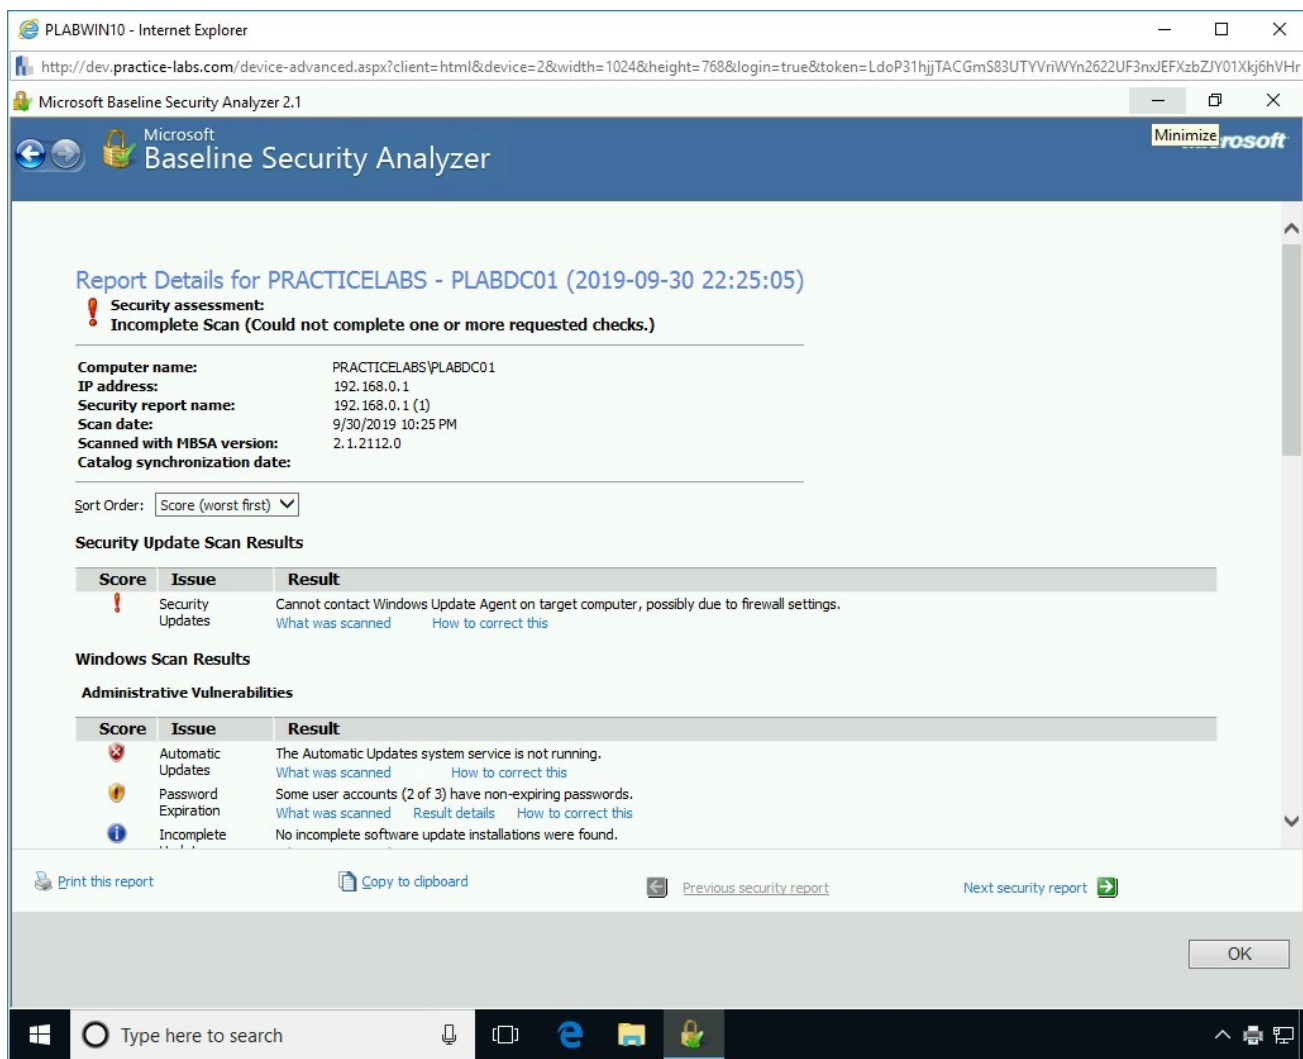 PLABWIN10 - Internet Explorer
http://dev.practice-labs.com/device-advanced.aspx?client=html&device=2&width=1024&height=768&login=true&token=LdoP31hjjTACGmS83UTYVriWYn2622UF3nxJEFXzbZJY01Xkj6hVHr
Microsoft Baseline Security Analyzer 2.1
Microsoft
Baseline Security Analyzer
Minimize
rosoft
Report Details for PRACTICELABS - PLABDC01 (2019-09-30 22:25:05)
Security assessment:
Incomplete Scan (Could not complete one or more requested checks.)
Computer name: PRACTICELABS\PLABDC01
IP address: 192.168.0.1
Security report name: 192.168.0.1 (1)
Scan date: 9/30/2019 10:25 PM
Scanned with MBSA version: 2.1.2112.0
Catalog synchronization date:
Sort Order: Score (worst first)
Security Update Scan Results
Score Issue Result
Security Updates Cannot contact Windows Update Agent on target computer, possibly due to firewall settings.
What was scanned How to correct this
Windows Scan Results
Administrative Vulnerabilities
Score Issue Result
Automatic Updates The Automatic Updates system service is not running.
What was scanned How to correct this
Password Expiration Some user accounts (2 of 3) have non-expiring passwords.
What was scanned Result details How to correct this
Incomplete No incomplete software update installations were found.
Print this report Copy to clipboard Previous security report Next security report
OK
Type here to search